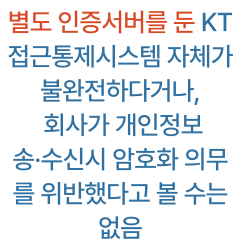 별도 인증서버를 둔 KT
접근통제시스템 자체가
불완전하다거나,
회사가 개인정보
송·수신시 암호화 의무
를 위반했다고 볼 수는
없음